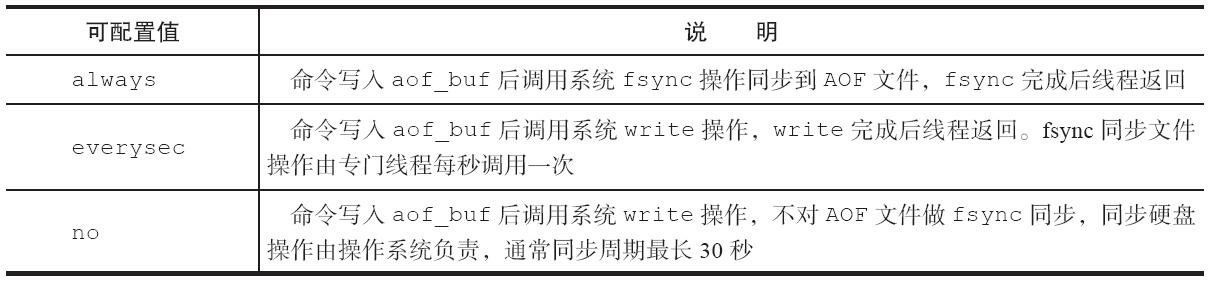 可配置值 说 明
always 命令写入 aof_buf 后调用系统 fsync 操作同步到 AOF 文件，fsync 完成后线程返回
命令写入 aof_buf 后调用系统 write 操作，write 完成后线程返回。fsync 同步文件
everysec
操作由专门线程每秒调用一次
命令写入 aof_buf 后调用系统 write 操作，不对 AOF 文件做 fsync 同步，同步硬盘
no
操作由操作系统负责，通常同步周期最长 30 秒